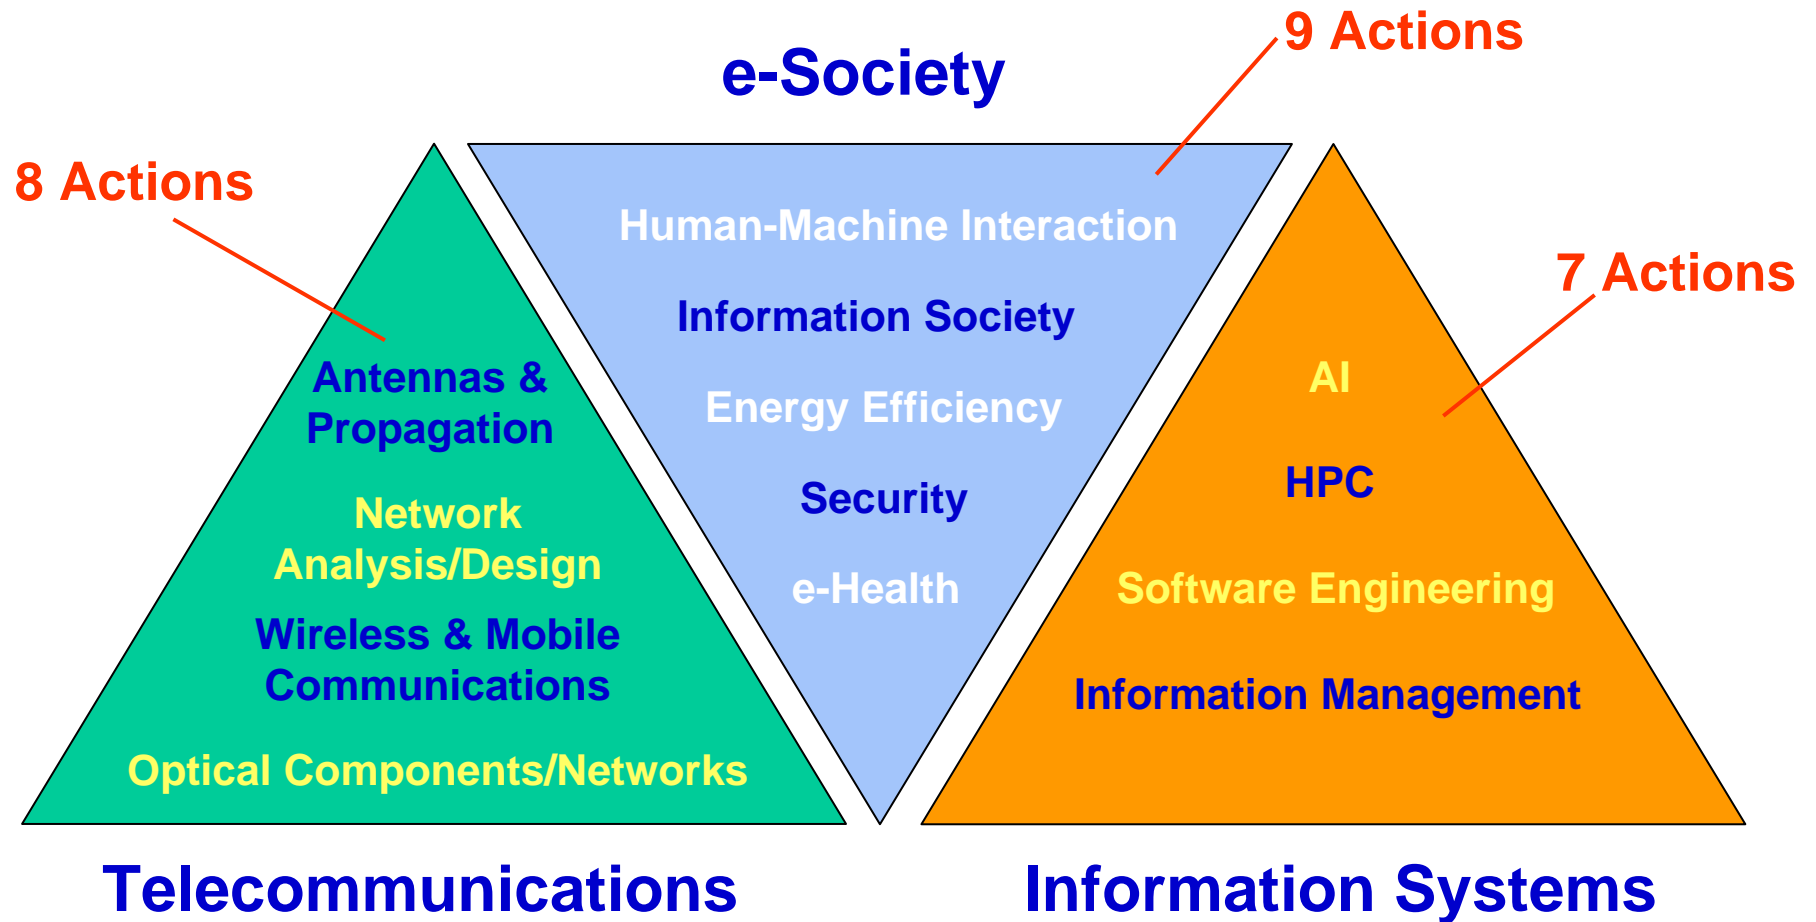 9 Actions
e-Society
8 Actions
Human-Machine Interaction
Information Society
Energy Efficiency
Security
e-Health
7 Actions
Antennas &
Propagation
Network
Analysis/Design
Wireless & Mobile
Communications
Optical Components/Networks
AI
HPC
Software Engineering
Information Management
Telecommunications
Information Systems